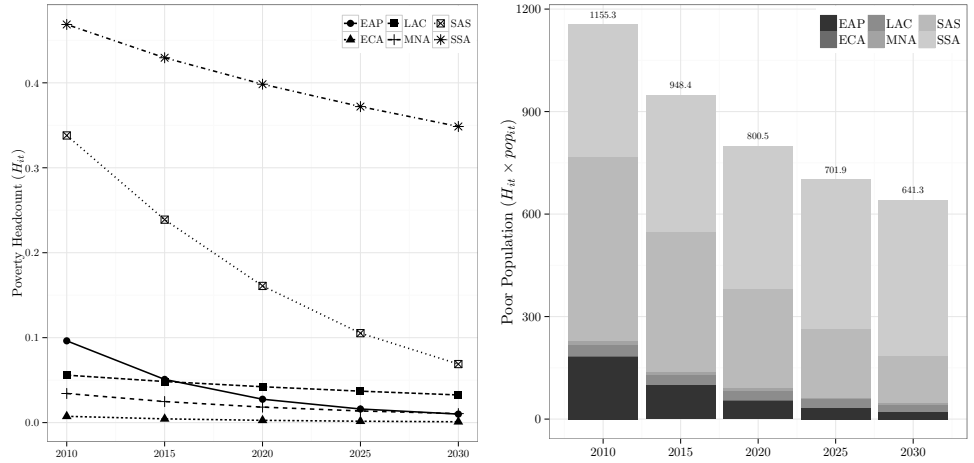 EAP LAC SAS
ECA MNA SSA
0.4
0.3
0.2
0.1
0.0
Poverty Headcount (H_it)
2010 2015 2020 2025 2030
EAP LAC SAS
ECA MNA SSA
1200
900
600
300
0
Poor Population (H_it × pop_it)
1155.3
948.4
800.5
701.9
641.3
2010 2015 2020 2025 2030